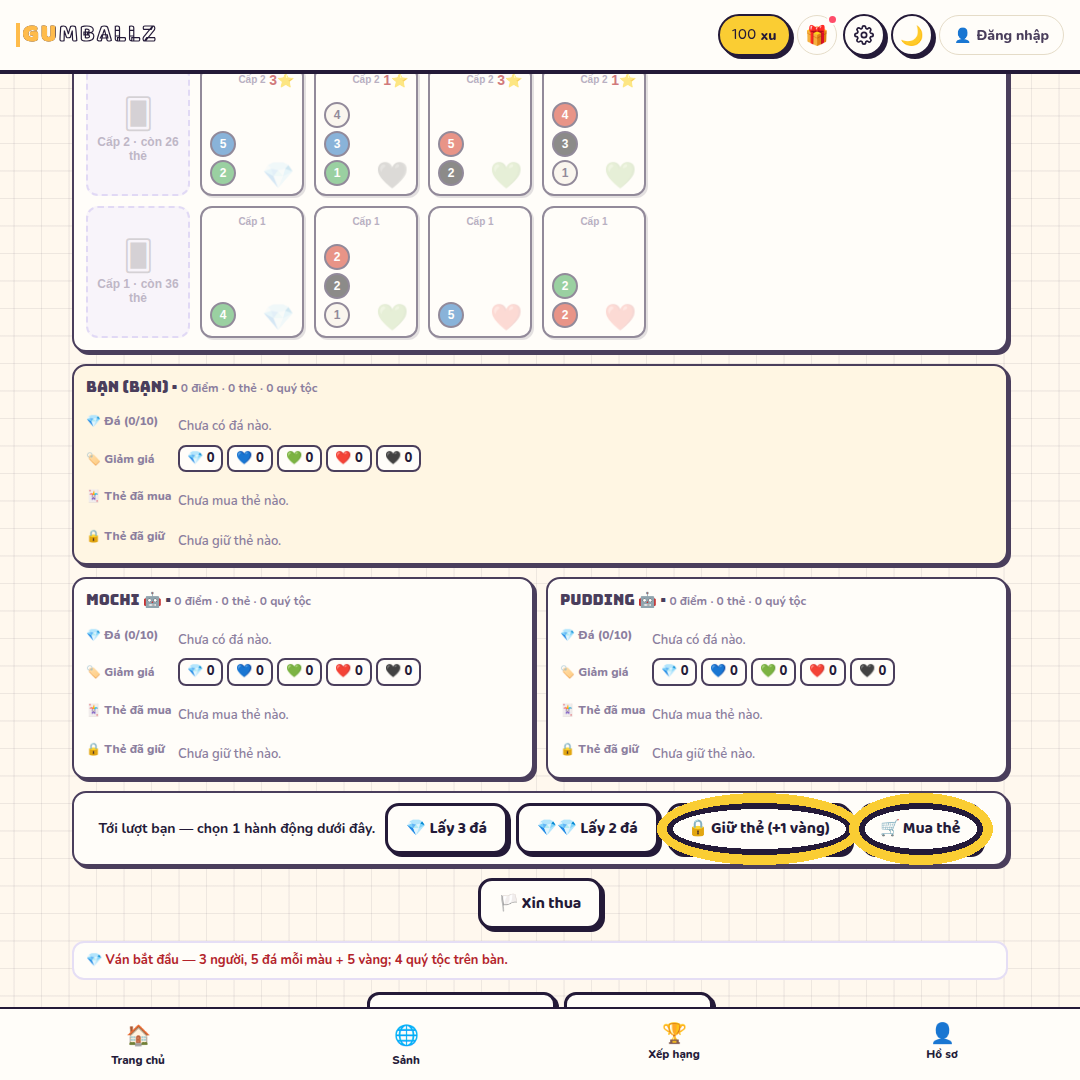 GUMBALLZ
100 xu
Đăng nhập
Cấp 2 · còn 26 thẻ
Cấp 2 3
5
2
Cấp 2 1
4
3
1
Cấp 2 3
5
2
Cấp 2 1
4
3
1
Cấp 1 · còn 36 thẻ
Cấp 1
4
Cấp 1
2
2
1
Cấp 1
5
Cấp 1
2
2
BẠN (BẠN) • 0 điểm · 0 thẻ · 0 quý tộc
Đá (0/10) Chưa có đá nào.
Giảm giá 0 0 0 0 0
Thẻ đã mua Chưa mua thẻ nào.
Thẻ đã giữ Chưa giữ thẻ nào.
MOCHI • 0 điểm · 0 thẻ · 0 quý tộc
Đá (0/10) Chưa có đá nào.
Giảm giá 0 0 0 0 0
Thẻ đã mua Chưa mua thẻ nào.
Thẻ đã giữ Chưa giữ thẻ nào.
PUDDING • 0 điểm · 0 thẻ · 0 quý tộc
Đá (0/10) Chưa có đá nào.
Giảm giá 0 0 0 0 0
Thẻ đã mua Chưa mua thẻ nào.
Thẻ đã giữ Chưa giữ thẻ nào.
Tới lượt bạn — chọn 1 hành động dưới đây.
Lấy 3 đá
Lấy 2 đá
Giữ thẻ (+1 vàng)
Mua thẻ
Xin thua
Ván bắt đầu — 3 người, 5 đá mỗi màu + 5 vàng; 4 quý tộc trên bàn.
Trang chủ
Sảnh
Xếp hạng
Hồ sơ